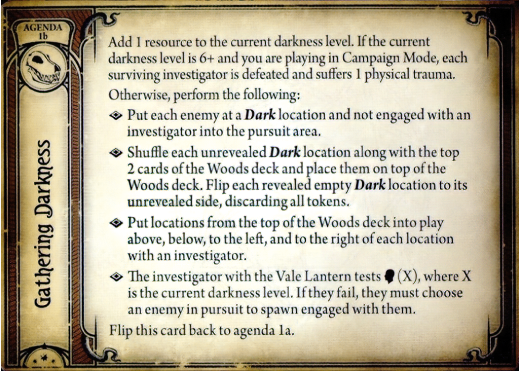 AGENDA
1b
Gathering Darkness
Add 1 resource to the current darkness level. If the current
darkness level is 6+ and you are playing in Campaign Mode, each
surviving investigator is defeated and suffers 1 physical trauma.
Otherwise, perform the following:
Put each enemy at a Dark location and not engaged with an
investigator into the pursuit area.
Shuffle each unrevealed Dark location along with the top
2 cards of the Woods deck and place them on top of the
Woods deck. Flip each revealed empty Dark location to its
unrevealed side, discarding all tokens.
Put locations from the top of the Woods deck into play
above, below, to the left, and to the right of each location
with an investigator.
The investigator with the Vale Lantern tests (X), where X
is the current darkness level. If they fail, they must choose
an enemy in pursuit to spawn engaged with them.
Flip this card back to agenda 1a.